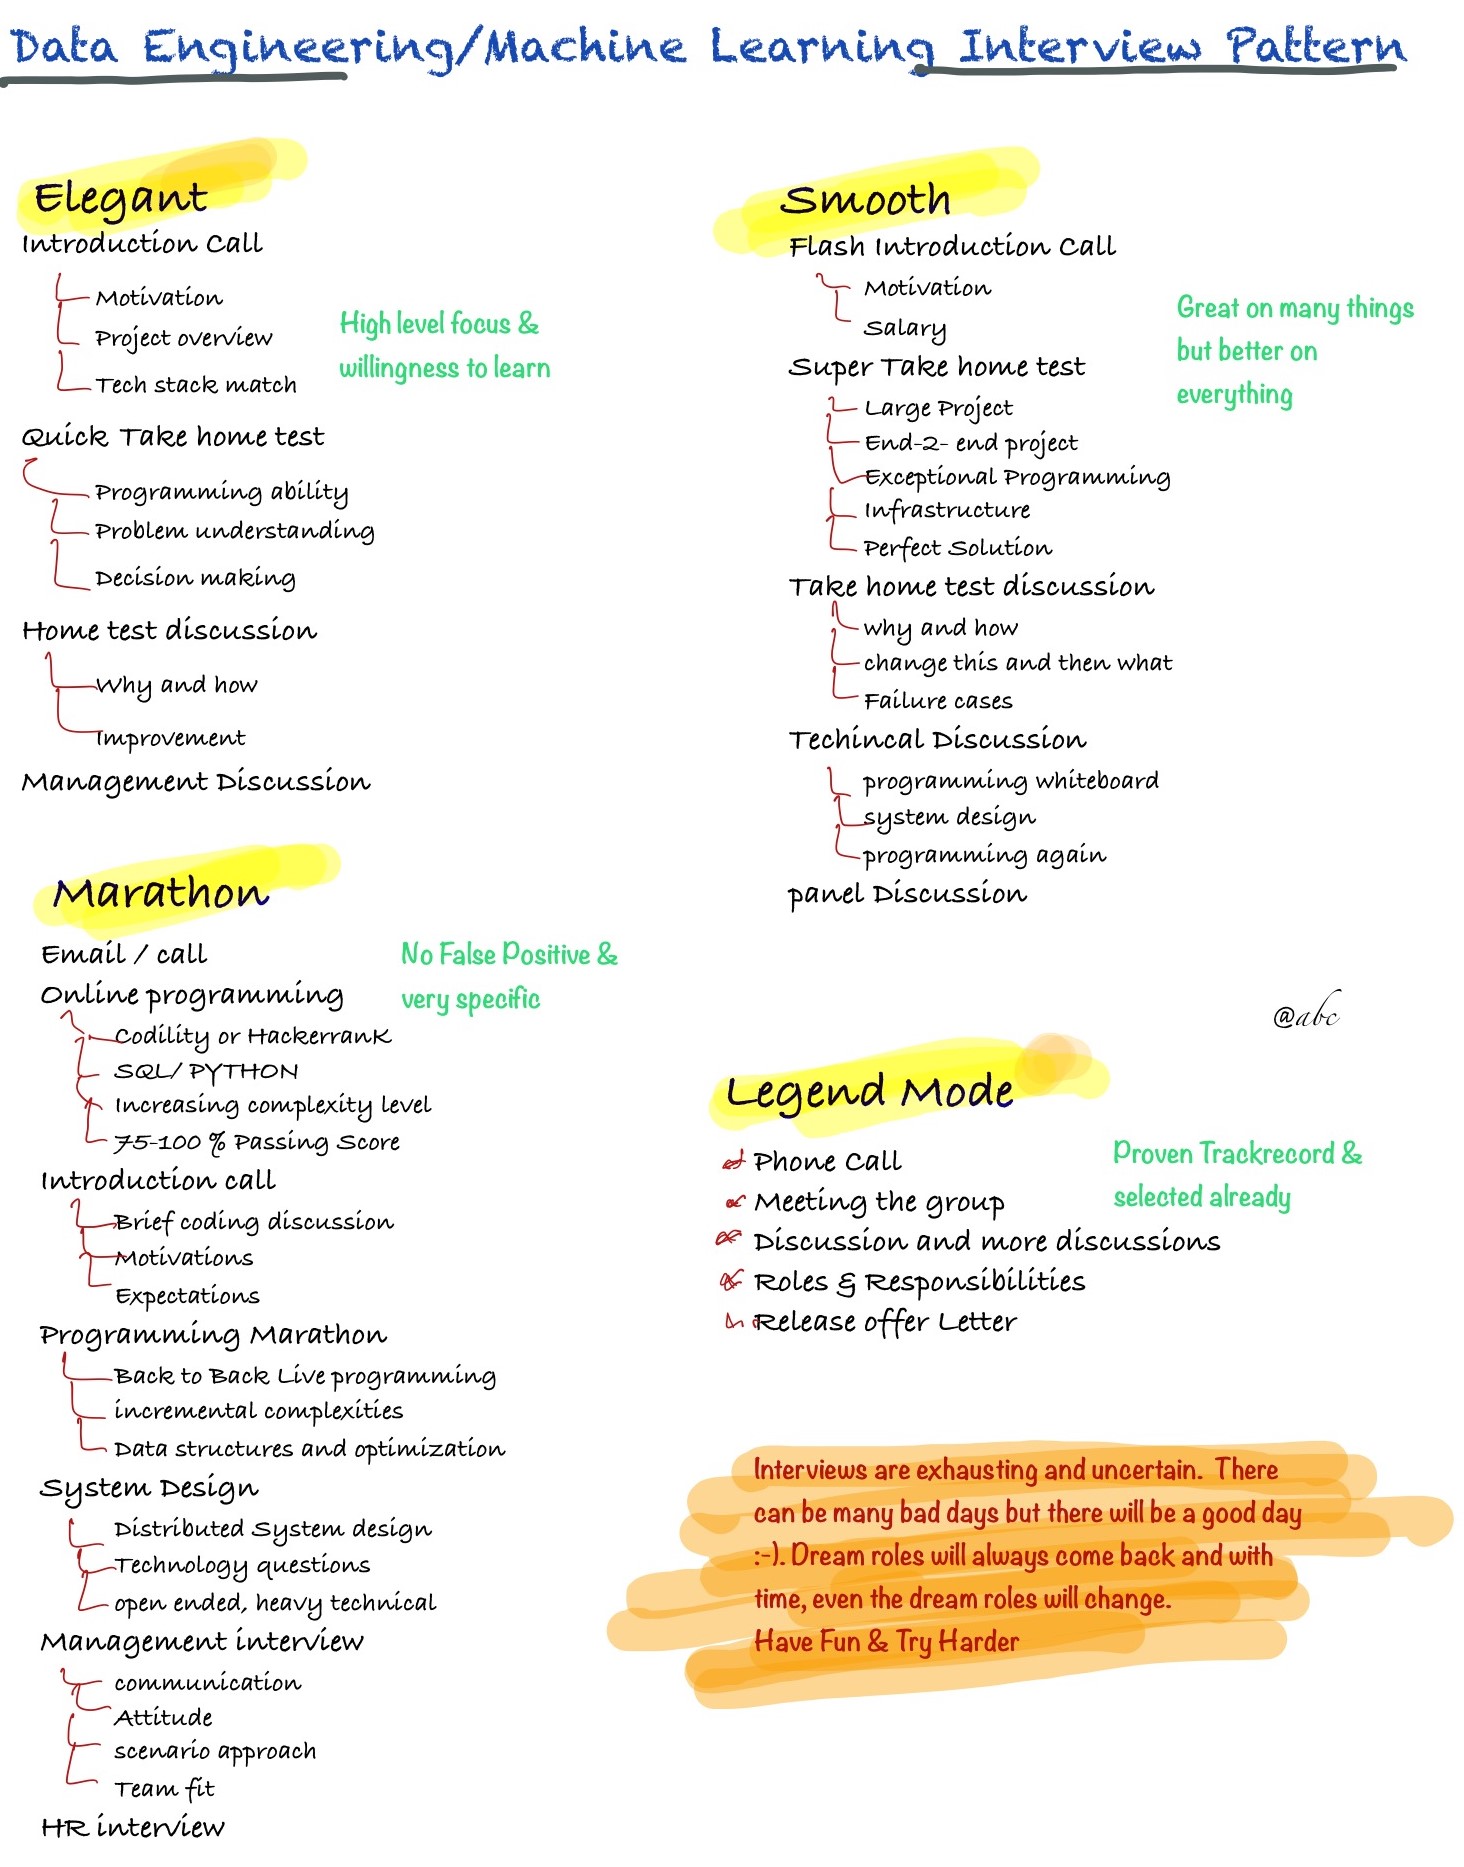 Data Engineering/Machine Learning Interview Pattern
Elegant
Introduction Call
Motivation
Project overview
Tech stack match
High level focus &
willingness to learn
Quick Take home test
Programming ability
Problem understanding
Decision making
Home test discussion
Why and how
Improvement
Management Discussion
Smooth
Flash Introduction Call
Motivation
Salary
Great on many things
but better on
everything
Super Take home test
Large Project
End-2- end project
Exceptional Programming
Infrastructure
Perfect Solution
Take home test discussion
why and how
change this and then what
Failure cases
Techincal Discussion
programming whiteboard
system design
programming again
panel Discussion
Marathon
Email / call
No False Positive &
very specific
Online programming
Codility or HackerranK
SQL/ PYTHON
Increasing complexity level
75-100 % Passing Score
Introduction call
Brief coding discussion
Motivations
Expectations
Programming Marathon
Back to Back Live programming
incremental complexities
Data structures and optimization
System Design
Distributed System design
Technology questions
open ended, heavy technical
Management interview
communication
Attitude
scenario approach
Team fit
HR interview
@abc
Legend Mode
Phone Call
Meeting the group
Discussion and more discussions
Roles & Responsibilities
Release offer Letter
Proven Trackrecord &
selected already
Interviews are exhausting and uncertain. There
can be many bad days but there will be a good day
:-). Dream roles will always come back and with
time, even the dream roles will change.
Have Fun & Try Harder